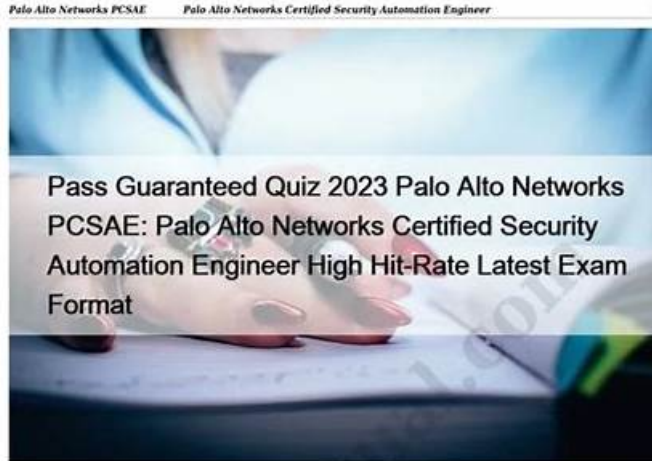 Palo Alto Networks PCSAE Palo Alto Networks Certified Security Automation Engineer
Pass Guaranteed Quiz 2023 Palo Alto Networks
PCSAE: Palo Alto Networks Certified Security
Automation Engineer High Hit-Rate Latest Exam
Format